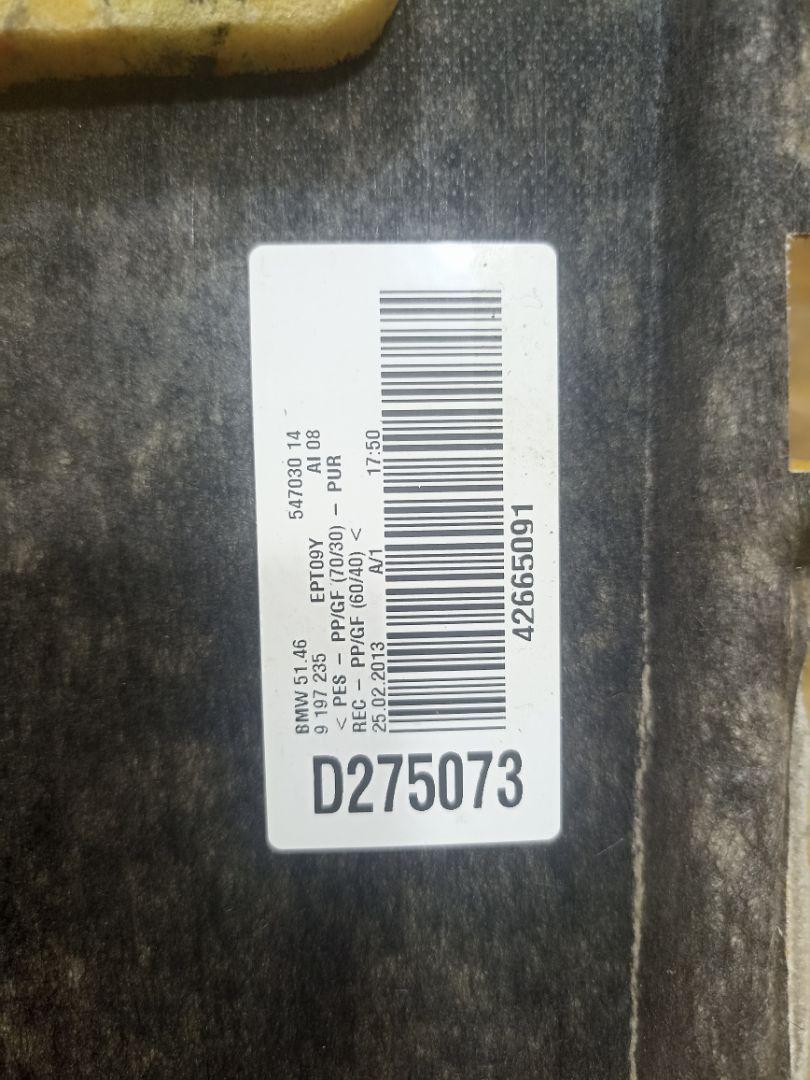 BMW 51.46 547030 14
9 197 235 EPT09Y AI 08
< PES – PP/GF (70/30) – PUR
REC – PP/GF (60/40) <
25.02.2013 A/1 17:50
42665091
D275073